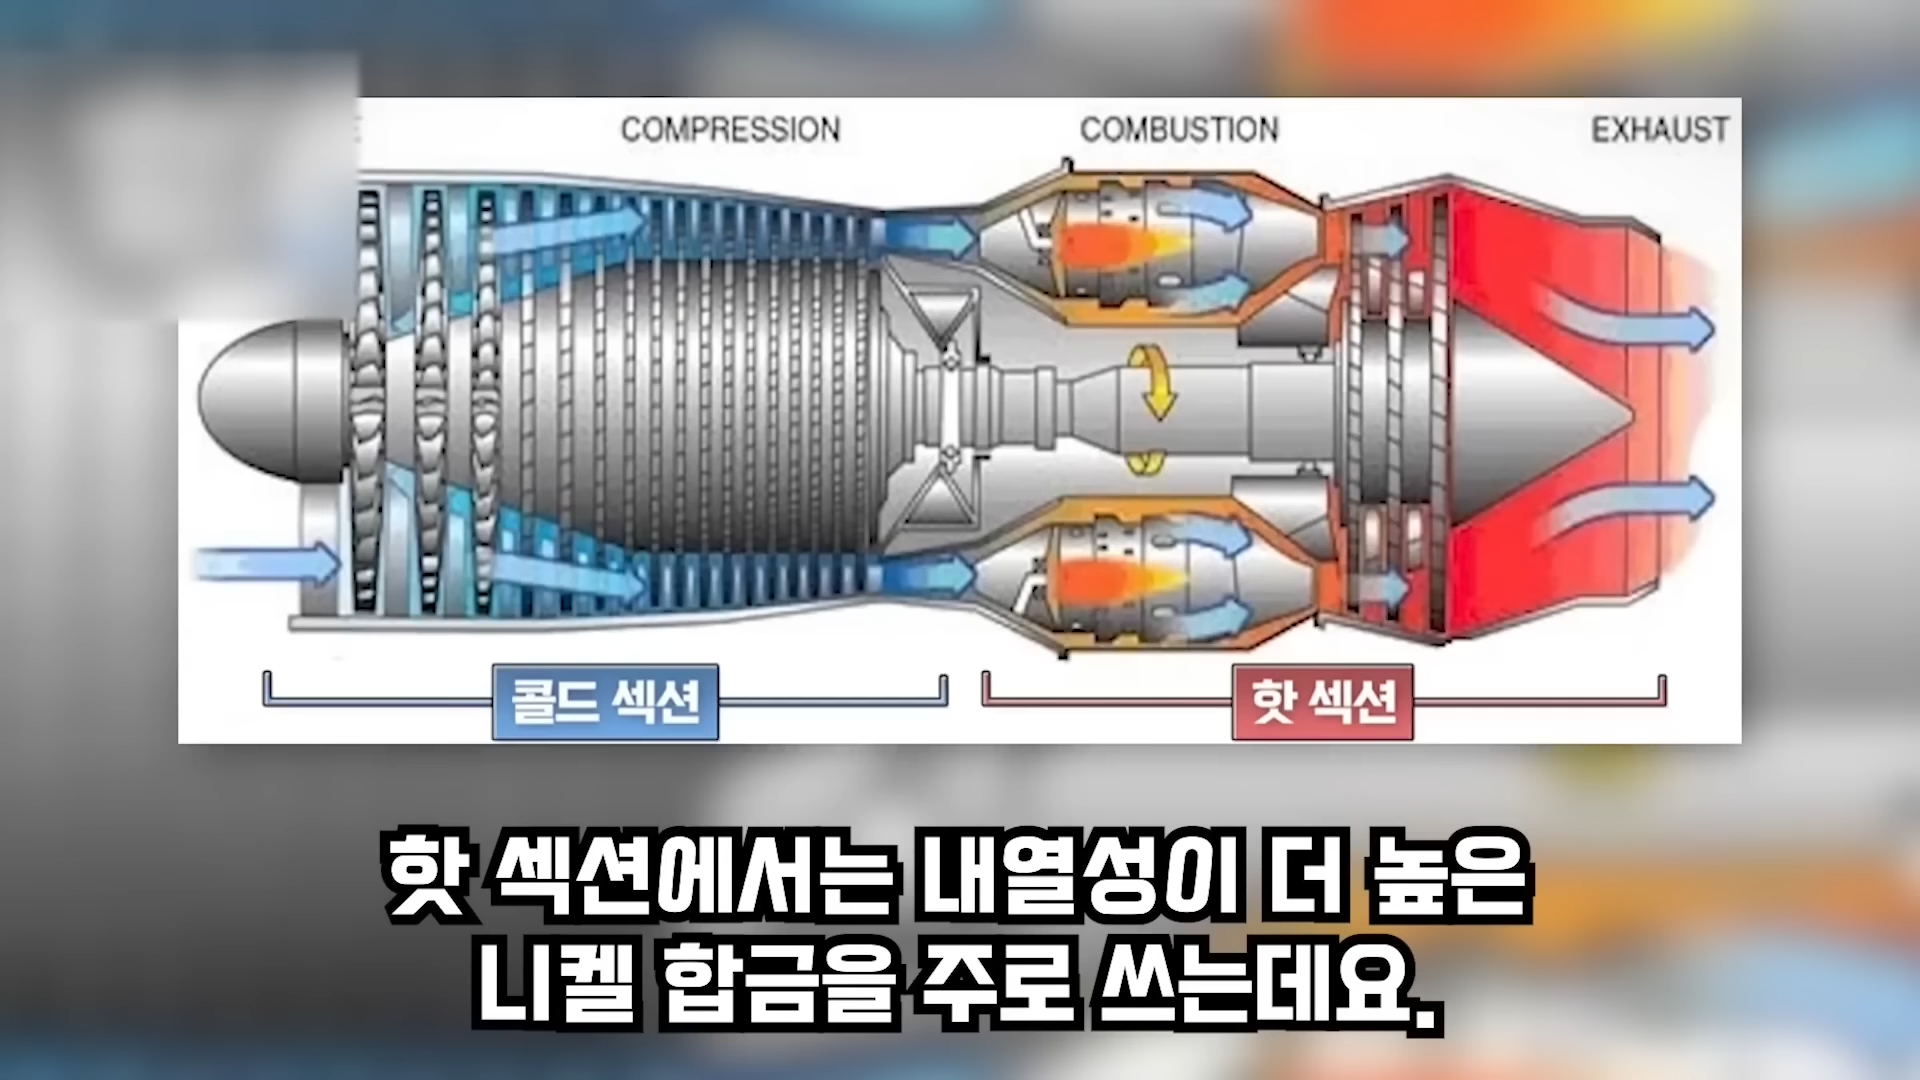 COMPRESSION
COMBUSTION
EXHAUST
콜드 섹션
핫 섹션
핫 섹션에서는 내열성이 더 높은
니켈 합금을 주로 쓰는데요.